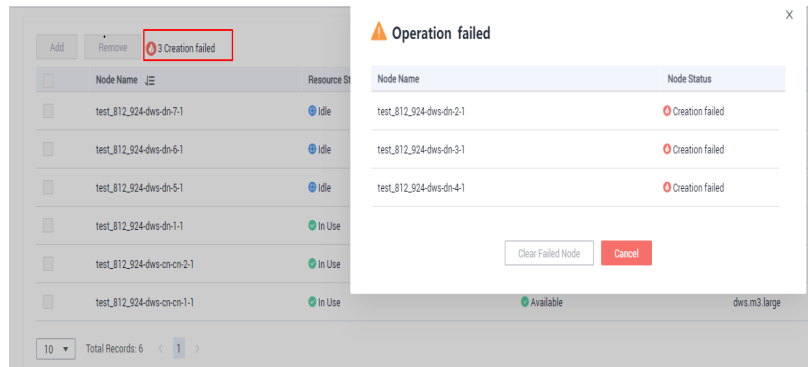 Add Remove 3 Creation failed
Node Name Resource St
test_812_924-dws-dn-7-1 Idle
test_812_924-dws-dn-6-1 Idle
test_812_924-dws-dn-5-1 Idle
test_812_924-dws-dn-1-1 In Use
test_812_924-dws-cn-cn-2-1 In Use
test_812_924-dws-cn-cn-1-1 In Use Available dws.m3.large
10 Total Records: 6 < 1 >
X
Operation failed
Node Name Node Status
test_812_924-dws-dn-2-1 Creation failed
test_812_924-dws-dn-3-1 Creation failed
test_812_924-dws-dn-4-1 Creation failed
Clear Failed Node Cancel